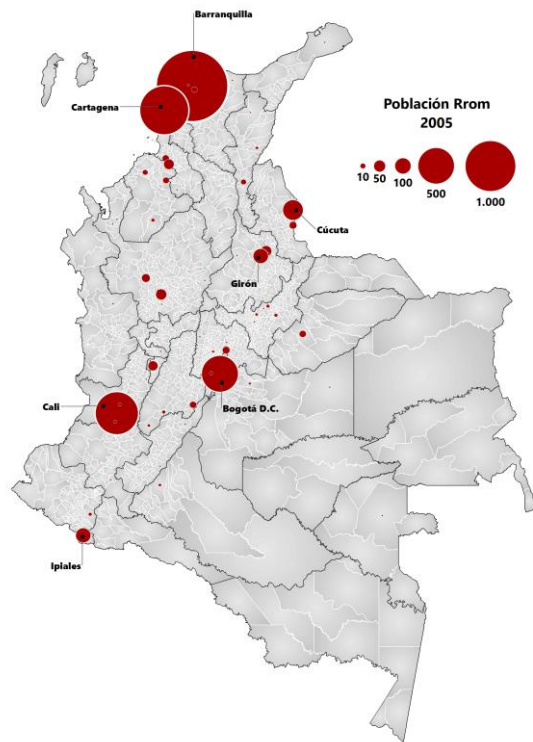 Barranquilla
Cartagena
Población Rrom
2005
10 50 100 500 1.000
Cúcuta
Girón
Cali
Bogotá D.C.
Ipiales